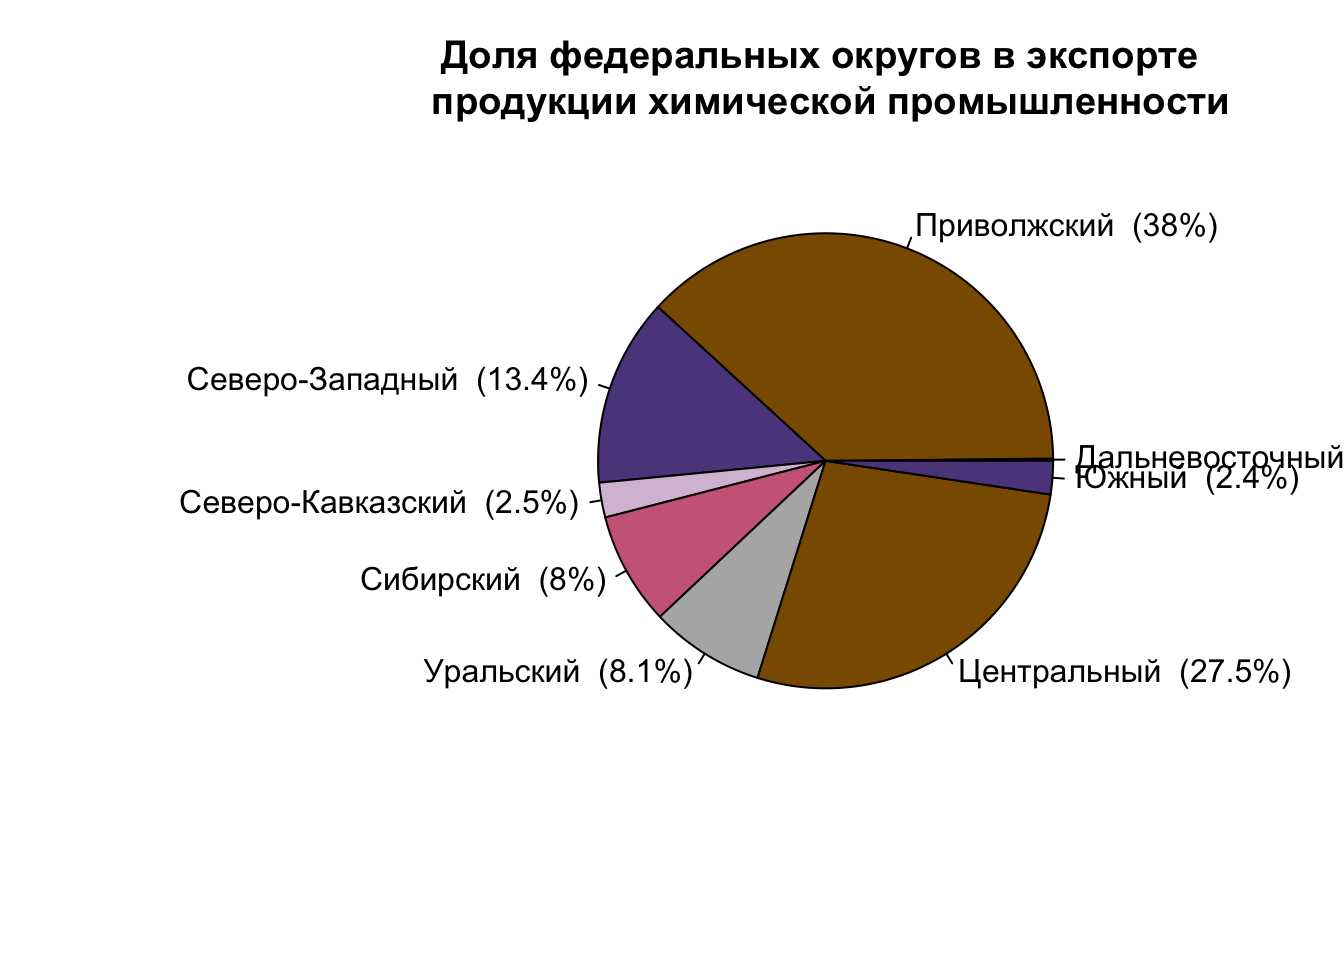 Доля федеральных округов в экспорте
продукции химической промышленности
Приволжский (38%)
Северо-Западный (13.4%)
Дальневосточный
Южный (2.4%)
Северо-Кавказский (2.5%)
Сибирский (8%)
Уральский (8.1%)
Центральный (27.5%)